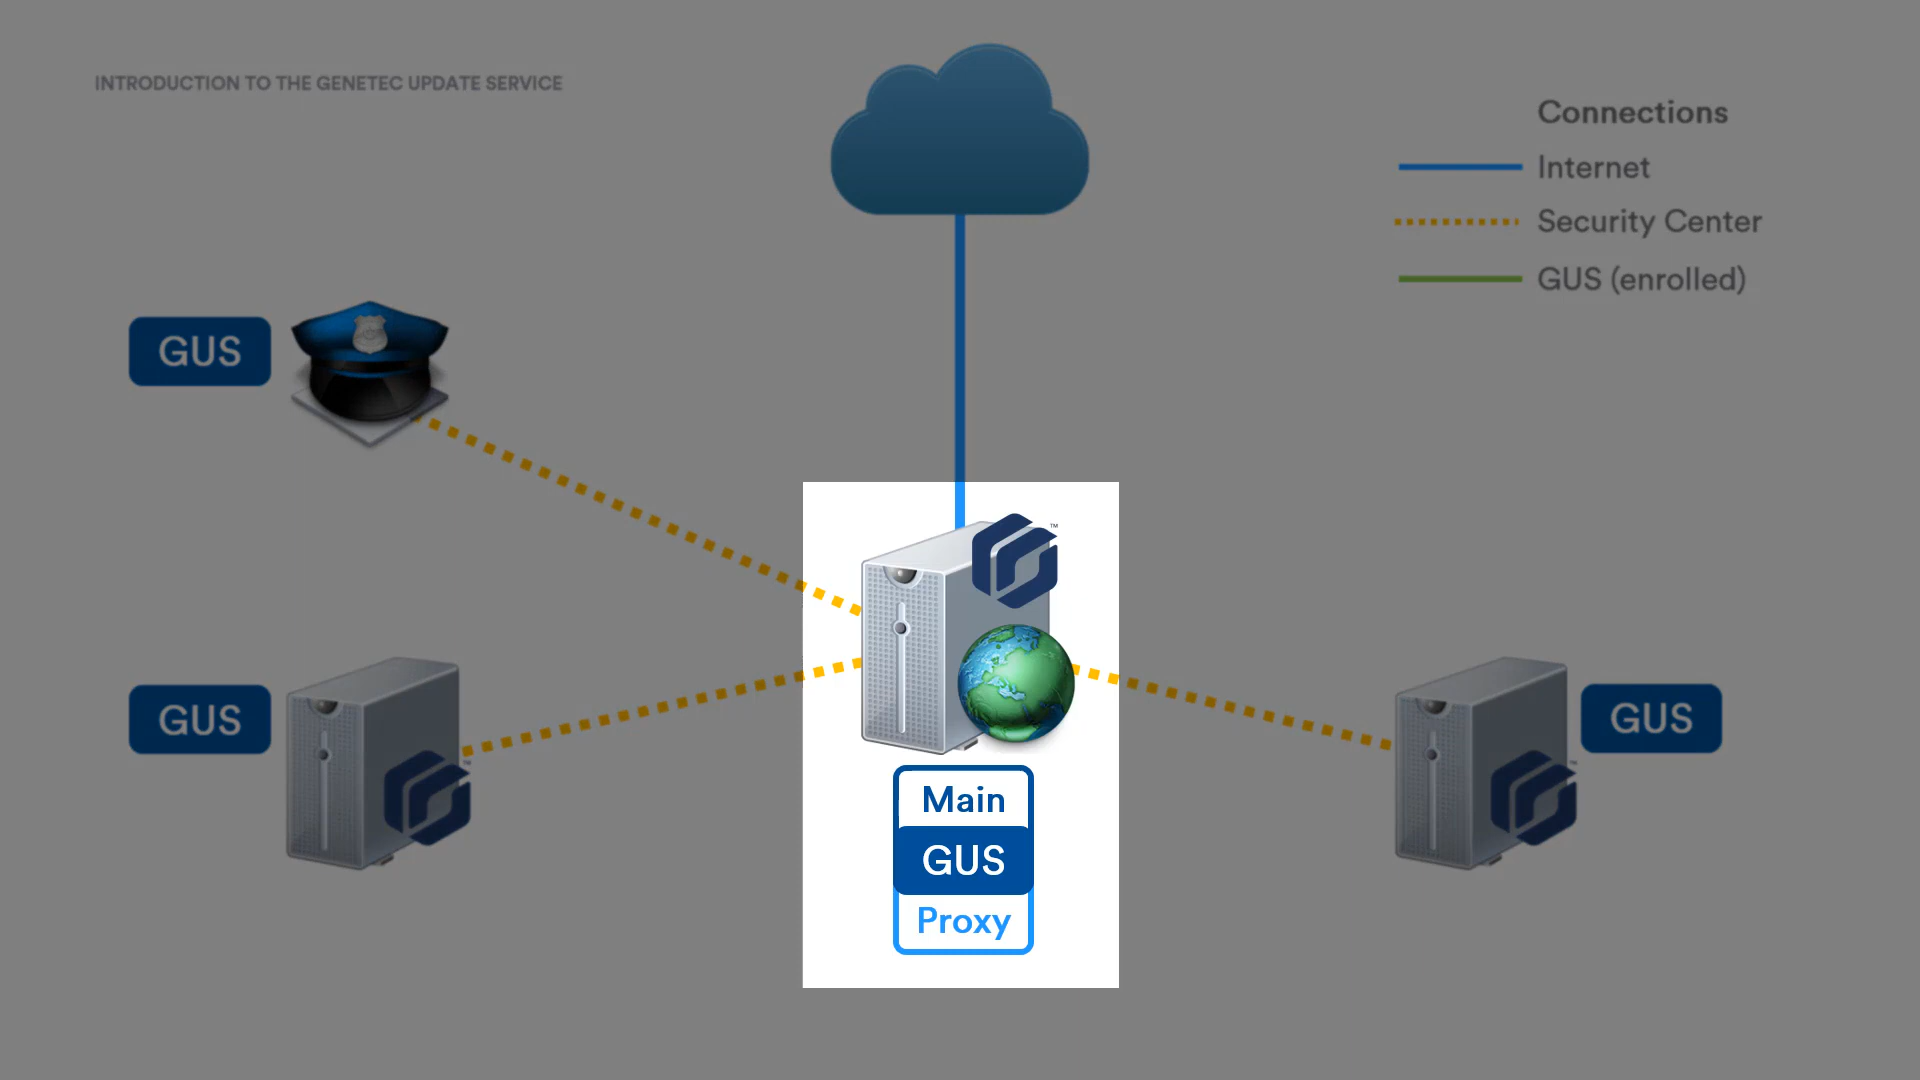 INTRODUCTION TO THE GENETEC UPDATE SERVICE
Connections
Internet
Security Center
GUS (enrolled)
GUS
GUS
GUS
Main
GUS
Proxy